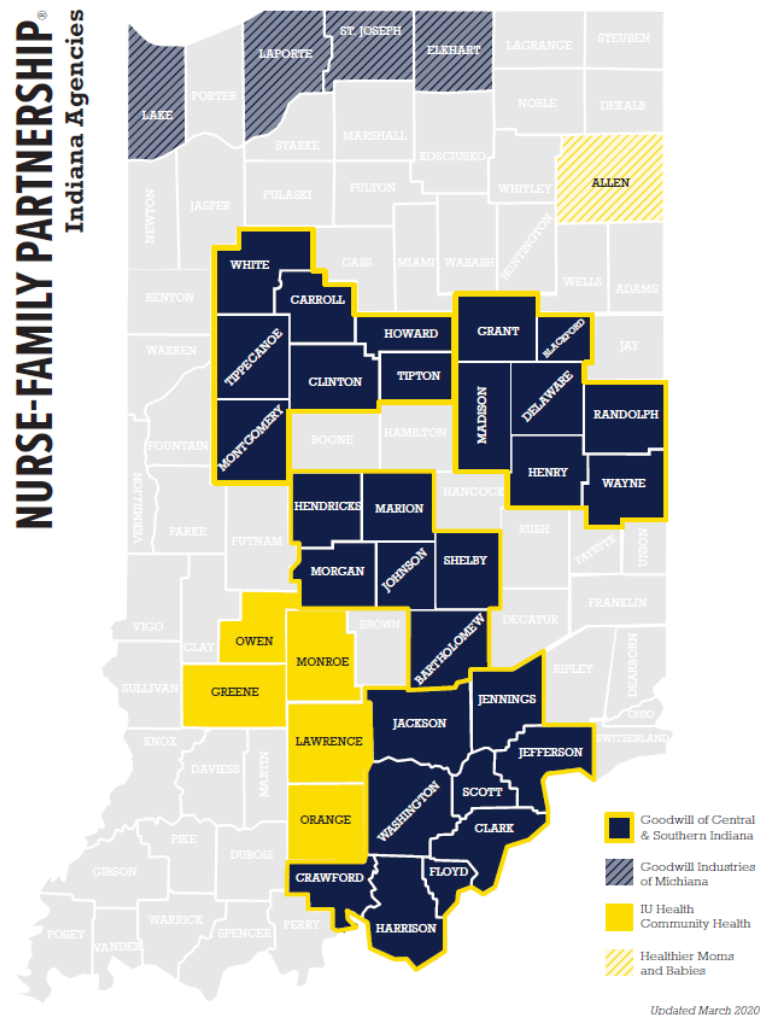 NURSE-FAMILY PARTNERSHIP®
Indiana Agencies
LAKE
PORTER
LAPORTE
ST. JOSEPH
ELKHART
LAGRANGE
STEUBEN
NOBLE
DEKALB
STARKE
MARSHALL
KOSCIUSKO
WHITLEY
ALLEN
NEWTON
JASPER
PULASKI
FULTON
CASS
MIAMI
WABASH
HUNTINGTON
WELLS
ADAMS
BENTON
WHITE
CARROLL
HOWARD
GRANT
BLACKFORD
JAY
WARREN
TIPPECANOE
CLINTON
TIPTON
MADISON
DELAWARE
RANDOLPH
FOUNTAIN
MONTGOMERY
BOONE
HAMILTON
HENRY
WAYNE
VERMILLION
PARKE
PUTNAM
HENDRICKS
MARION
HANCOCK
RUSH
FAYETTE
UNION
MORGAN
JOHNSON
SHELBY
FRANKLIN
VIGO
CLAY
OWEN
MONROE
BROWN
BARTHOLOMEW
DECATUR
RIPLEY
DEARBORN
OHIO
SWITZERLAND
SULLIVAN
GREENE
JACKSON
JENNINGS
JEFFERSON
KNOX
DAVIESS
MARTIN
LAWRENCE
WASHINGTON
SCOTT
CLARK
ORANGE
PIKE
DUBOIS
GIBSON
CRAWFORD
FLOYD
HARRISON
POSEY
VANDER
WARRICK
SPENCER
PERRY
Goodwill of Central
& Southern Indiana
Goodwill Industries
of Michiana
IU Health
Community Health
Healthier Moms
and Babies
Updated March 2020